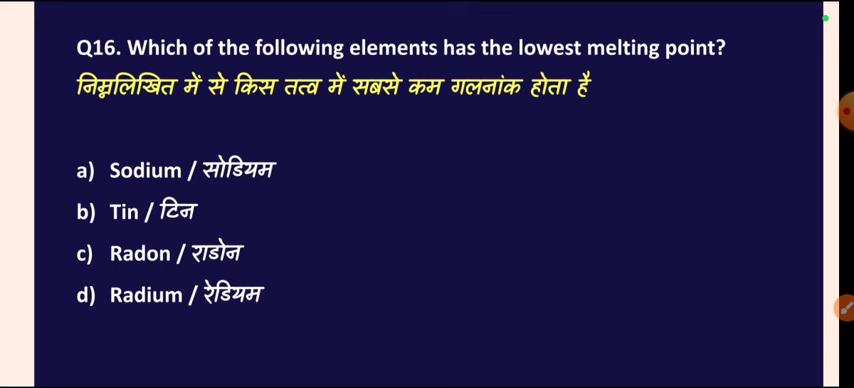 Q16. Which of the following elements has the lowest melting point?
निम्नलिखित में से किस तत्व में सबसे कम गलनांक होता है
a) Sodium / सोडियम
b) Tin / टिन
c) Radon / राडोन
d) Radium / रेडियम